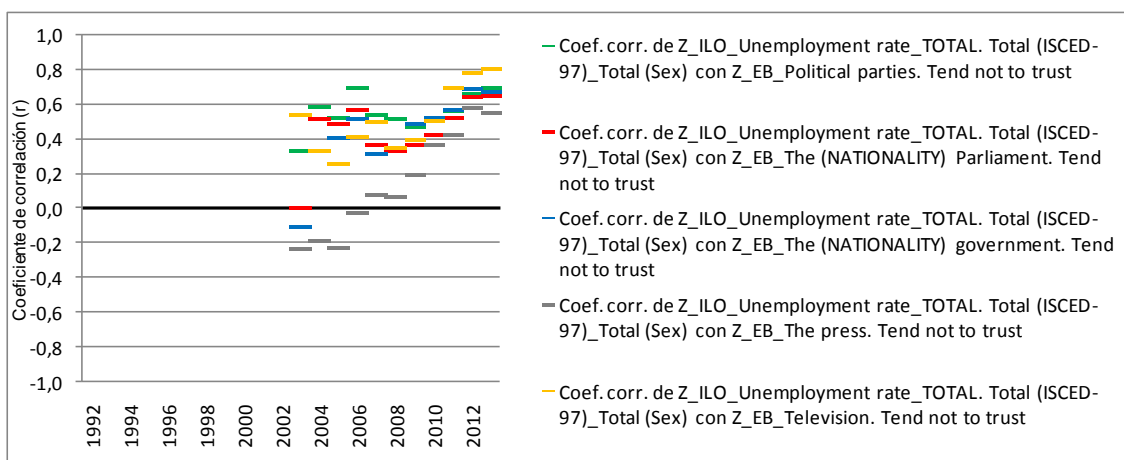 Coeficiente de correlación (r)
1,0
0,8
0,6
0,4
0,2
0,0
-0,2
-0,4
-0,6
-0,8
-1,0
1992
1994
1996
1998
2000
2002
2004
2006
2008
2010
2012
Coef. corr. de Z_ILO_Unemployment rate_TOTAL. Total (ISCED-
97)_Total (Sex) con Z_EB_Political parties. Tend not to trust
Coef. corr. de Z_ILO_Unemployment rate_TOTAL. Total (ISCED-
97)_Total (Sex) con Z_EB_The (NATIONALITY) Parliament. Tend
not to trust
Coef. corr. de Z_ILO_Unemployment rate_TOTAL. Total (ISCED-
97)_Total (Sex) con Z_EB_The (NATIONALITY) government. Tend
not to trust
Coef. corr. de Z_ILO_Unemployment rate_TOTAL. Total (ISCED-
97)_Total (Sex) con Z_EB_The press. Tend not to trust
Coef. corr. de Z_ILO_Unemployment rate_TOTAL. Total (ISCED-
97)_Total (Sex) con Z_EB_Television. Tend not to trust